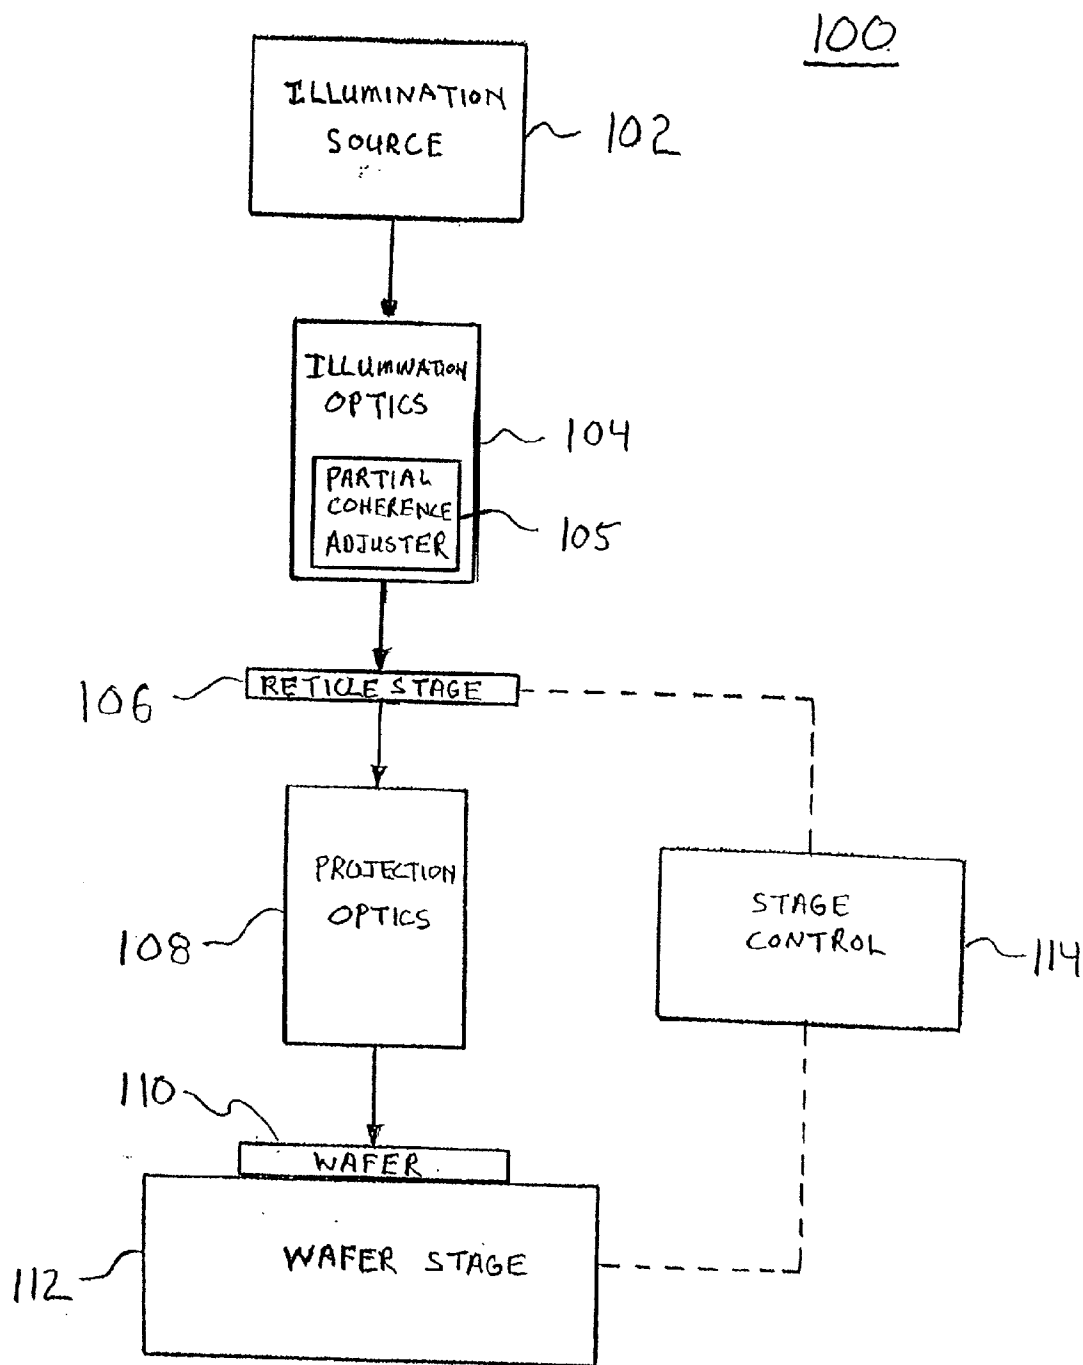 100
ILLUMINATION
SOURCE
102
ILLUMINATION
OPTICS
104
PARTIAL
COHERENCE
ADJUSTER
105
RETICLE STAGE
106
PROJECTION
OPTICS
108
STAGE
CONTROL
114
110
WAFER
WAFER STAGE
112